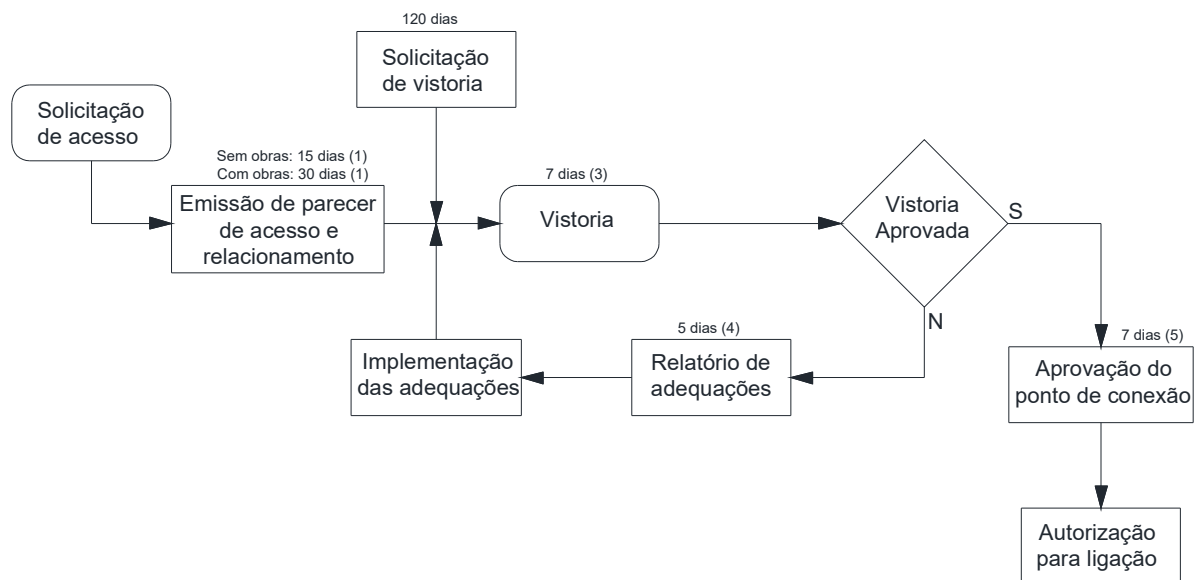 120 dias
Solicitação
de vistoria
Solicitação
de acesso
Sem obras: 15 dias (1)
Com obras: 30 dias (1)
Emissão de parecer
de acesso e
relacionamento
7 dias (3)
Vistoria
Vistoria
Aprovada
S
N
5 dias (4)
Relatório de
adequações
Implementação
das adequações
7 dias (5)
Aprovação do
ponto de conexão
Autorização
para ligação